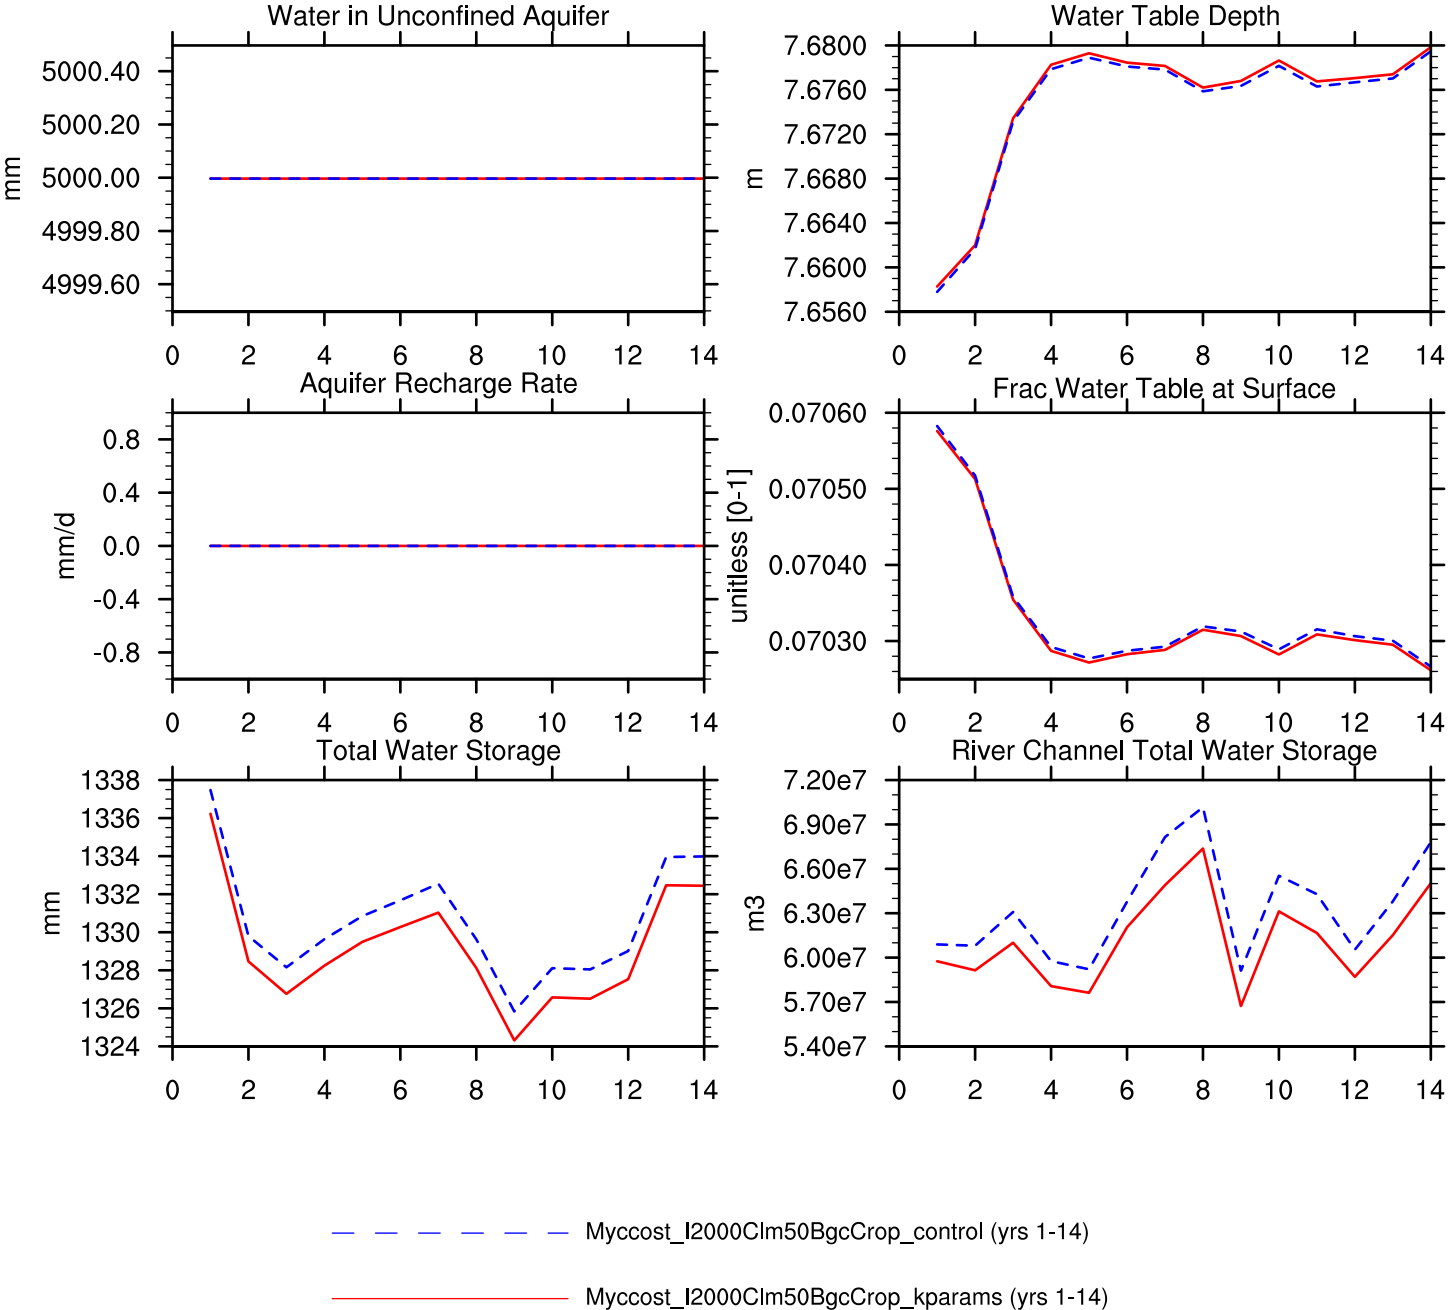 Water in Unconfined Aquifer
5000.40
5000.20
5000.00
4999.80
4999.60
mm
0 2 4 6 8 10 12 14
Water Table Depth
7.6800
7.6760
7.6720
7.6680
7.6640
7.6600
7.6560
m
0 2 4 6 8 10 12 14
Aquifer Recharge Rate
0.8
0.4
0.0
-0.4
-0.8
mm/d
0 2 4 6 8 10 12 14
Frac Water Table at Surface
0.07060
0.07050
0.07040
0.07030
unitless [0-1]
0 2 4 6 8 10 12 14
Total Water Storage
1338
1336
1334
1332
1330
1328
1326
1324
mm
0 2 4 6 8 10 12 14
River Channel Total Water Storage
7.20e7
6.90e7
6.60e7
6.30e7
6.00e7
5.70e7
5.40e7
m3
0 2 4 6 8 10 12 14
Myccost_I2000Clm50BgcCrop_control (yrs 1-14)
Myccost_I2000Clm50BgcCrop_kparams (yrs 1-14)